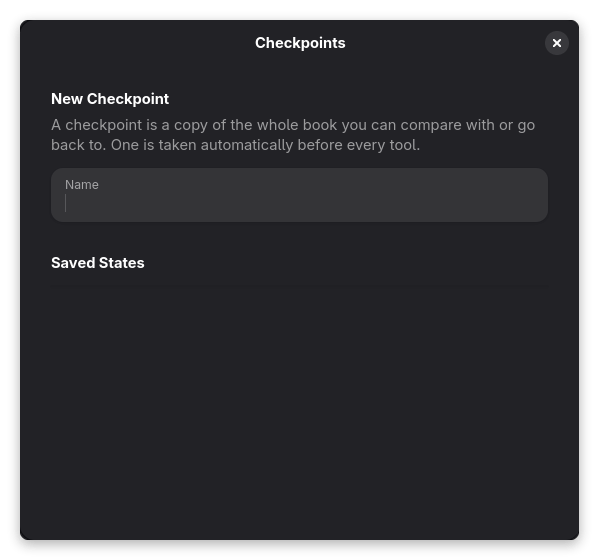 Checkpoints
New Checkpoint
A checkpoint is a copy of the whole book you can compare with or go
back to. One is taken automatically before every tool.
Name
Saved States